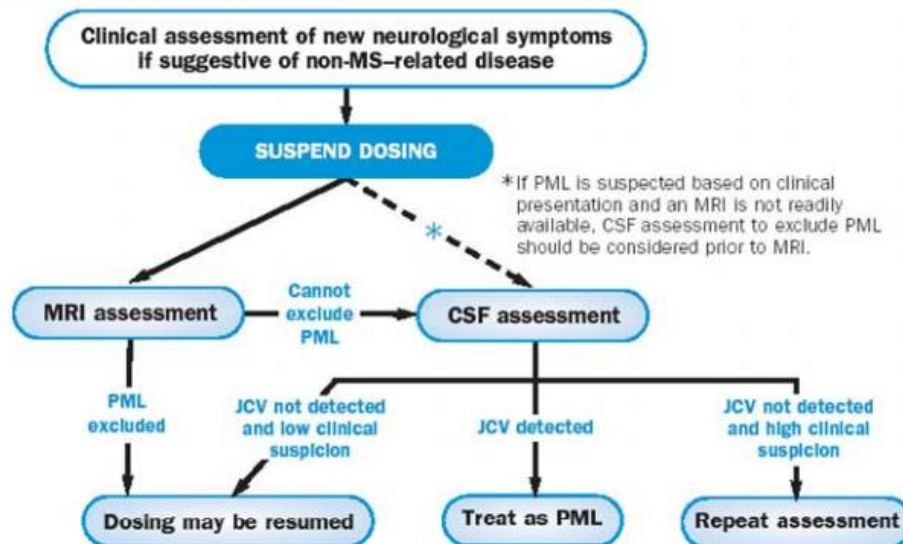 Clinical assessment of new neurological symptoms
if suggestive of non-MS–related disease
SUSPEND DOSING
*If PML is suspected based on clinical
presentation and an MRI is not readily
available, CSF assessment to exclude PML
should be considered prior to MRI.
*
MRI assessment
Cannot
exclude
PML
CSF assessment
PML
excluded
JCV not detected
and low clinical
suspicion
JCV detected
JCV not detected
and high clinical
suspicion
Dosing may be resumed
Treat as PML
Repeat assessment